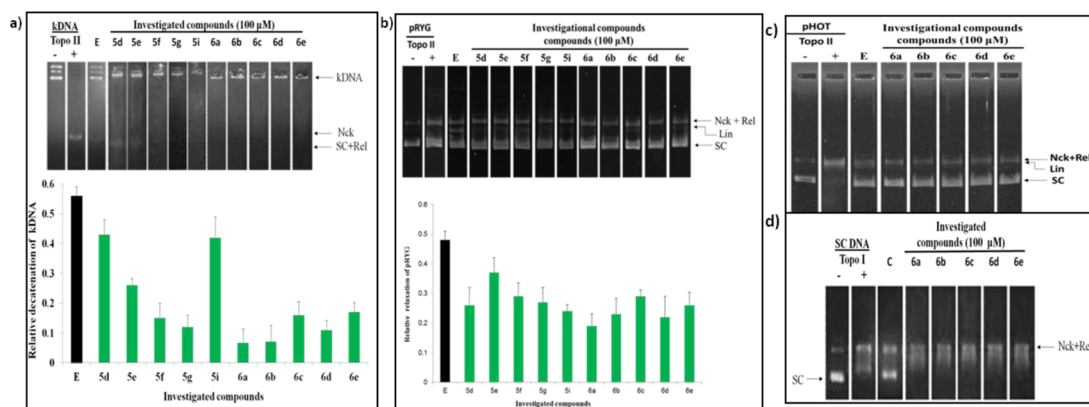 a)
kDNA
Topo II
Investigated compounds (100 µM)
- + E 5d 5e 5f 5g 5i 6a 6b 6c 6d 6e
kDNA
Nck
SC+Rel
Relative decatenation of kDNA
0.6
0.5
0.4
0.3
0.2
0.1
0
E 5d 5e 5f 5g 5i 6a 6b 6c 6d 6e
Investigated compounds
b)
pRYG
Topo II
Investigational compounds
compounds (100 µM)
- + E 5d 5e 5f 5g 5i 6a 6b 6c 6d 6e
Nck + Rel
Lin
SC
Relative relaxation of pRYG
0.6
0.5
0.4
0.3
0.2
0.1
0.0
E 5d 5e 5f 5g 5i 6a 6b 6c 6d 6e
Investigated compounds
c)
pHOT
Topo II
Investigational compounds
compounds (100 µM)
- + E 6a 6b 6c 6d 6e
Nck+Rel
Lin
SC
d)
SC DNA
Topo I
Investigated
compounds (100 µM)
- + C 6a 6b 6c 6d 6e
Nck+Rel
SC